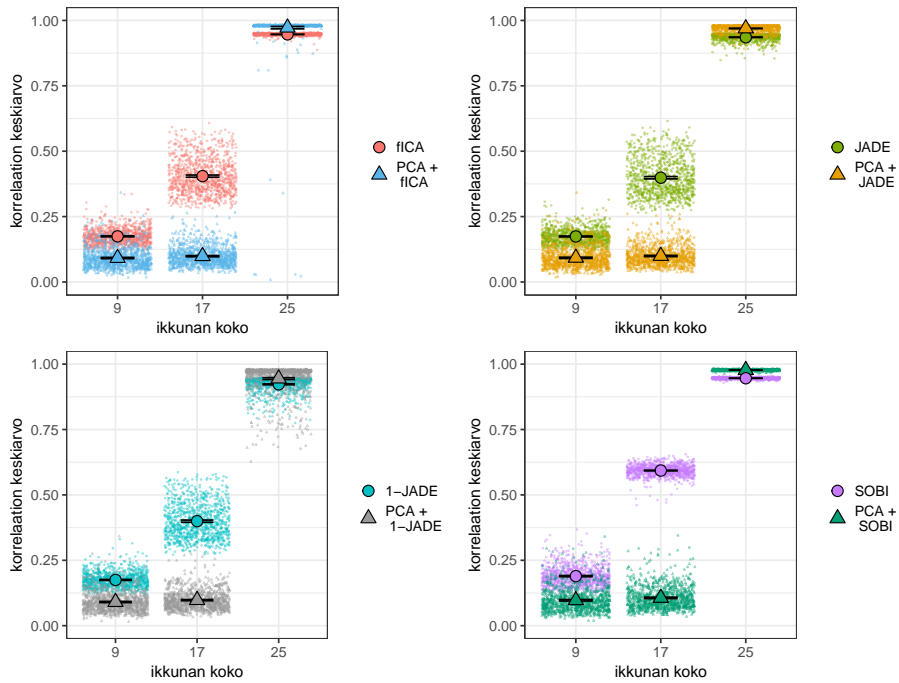 korrelaation keskiarvo
1.00
0.75
0.50
0.25
0.00
9
17
25
ikkunan koko
fICA
PCA +
fICA
korrelaation keskiarvo
1.00
0.75
0.50
0.25
0.00
9
17
25
ikkunan koko
JADE
PCA +
JADE
korrelaation keskiarvo
1.00
0.75
0.50
0.25
0.00
9
17
25
ikkunan koko
1−JADE
PCA +
1−JADE
korrelaation keskiarvo
1.00
0.75
0.50
0.25
0.00
9
17
25
ikkunan koko
SOBI
PCA +
SOBI